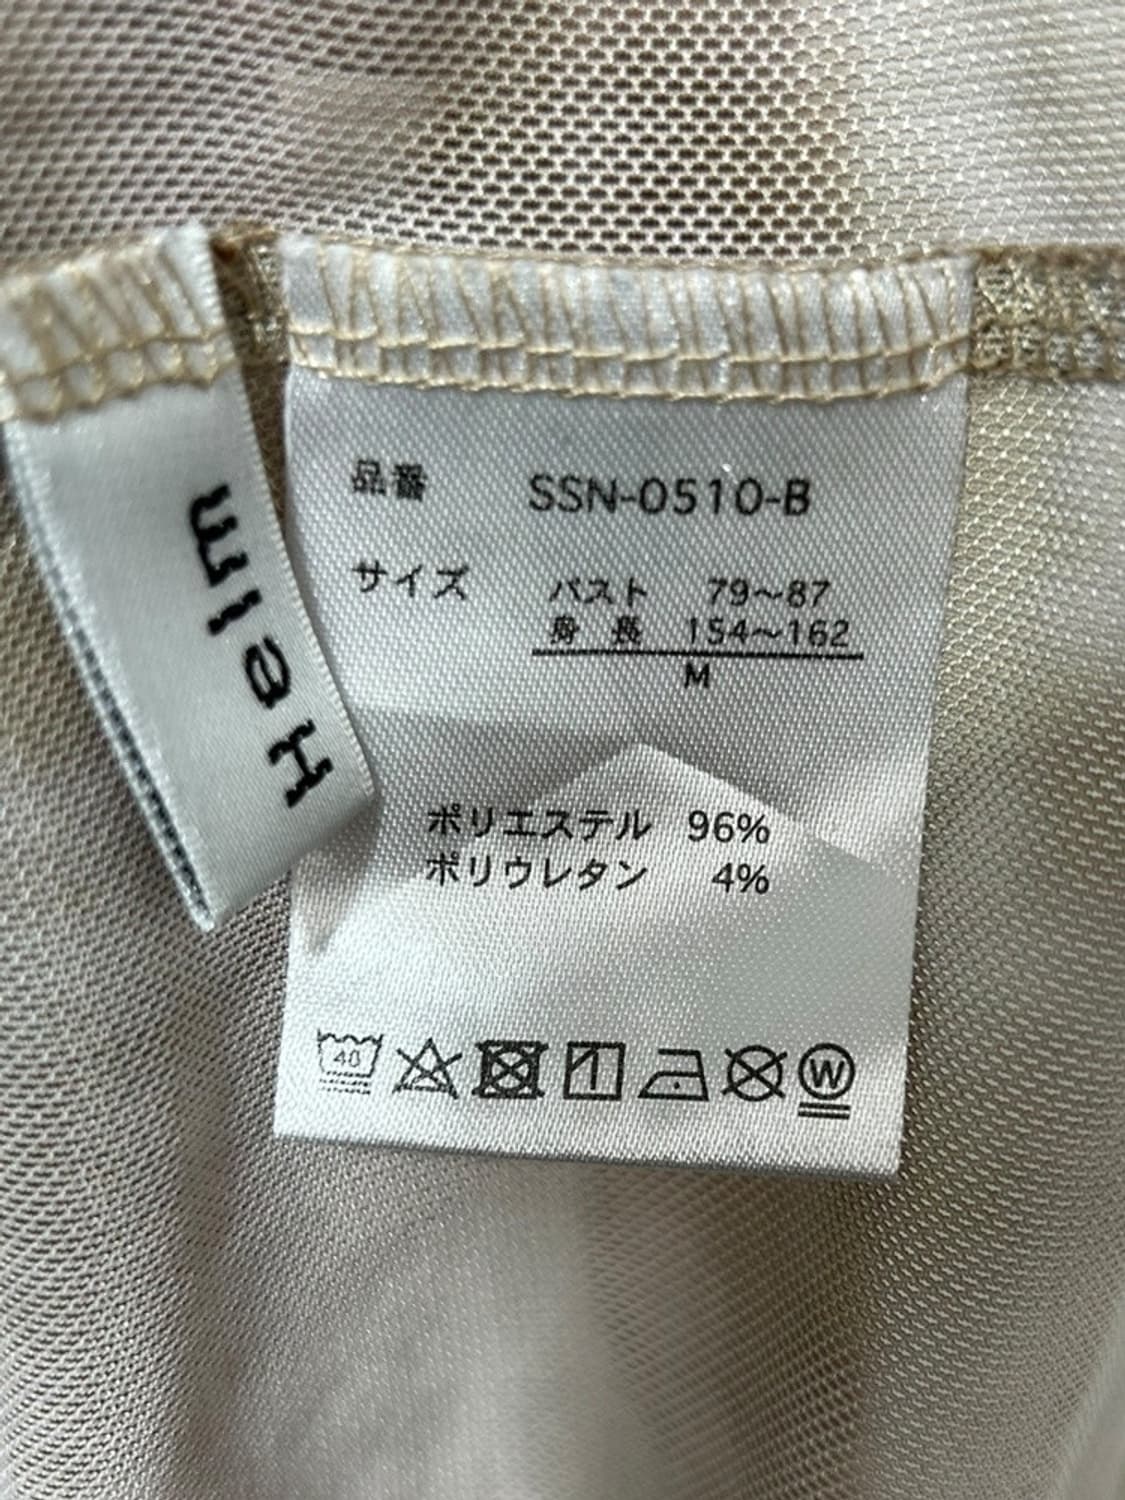 品番 SSN-0510-B
サイズ バスト 79～87
身長 154～162
M
ポリエステル 96%
ポリウレタン 4%
40
W